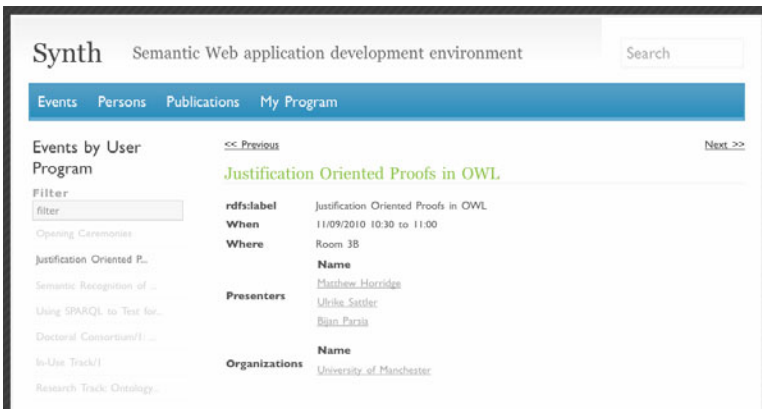 Synth Semantic Web application development environment Search
Events Persons Publications My Program
Events by User
Program
Filter
filter
Opening Ceremonies
Justification Oriented P...
Semantic Recognition of ...
Using SPARQL to Test for...
Doctoral Consortium/1: ...
In-Use Track/1
Research Track: Ontology...
<< Previous Next >>
Justification Oriented Proofs in OWL
rdfs:label Justification Oriented Proofs in OWL
When 11/09/2010 10:30 to 11:00
Where Room 3B
Presenters
Name
Matthew Horridge
Ulrike Sattler
Bijan Parsia
Organizations
Name
University of Manchester